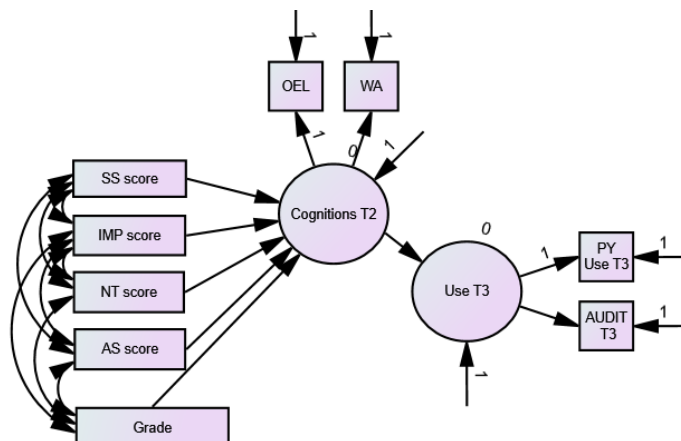 1
1
OEL
WA
1
0
1
SS score
Cognitions T2
IMP score
0
1
PY
Use T3
1
NT score
Use T3
AUDIT
T3
1
AS score
1
Grade